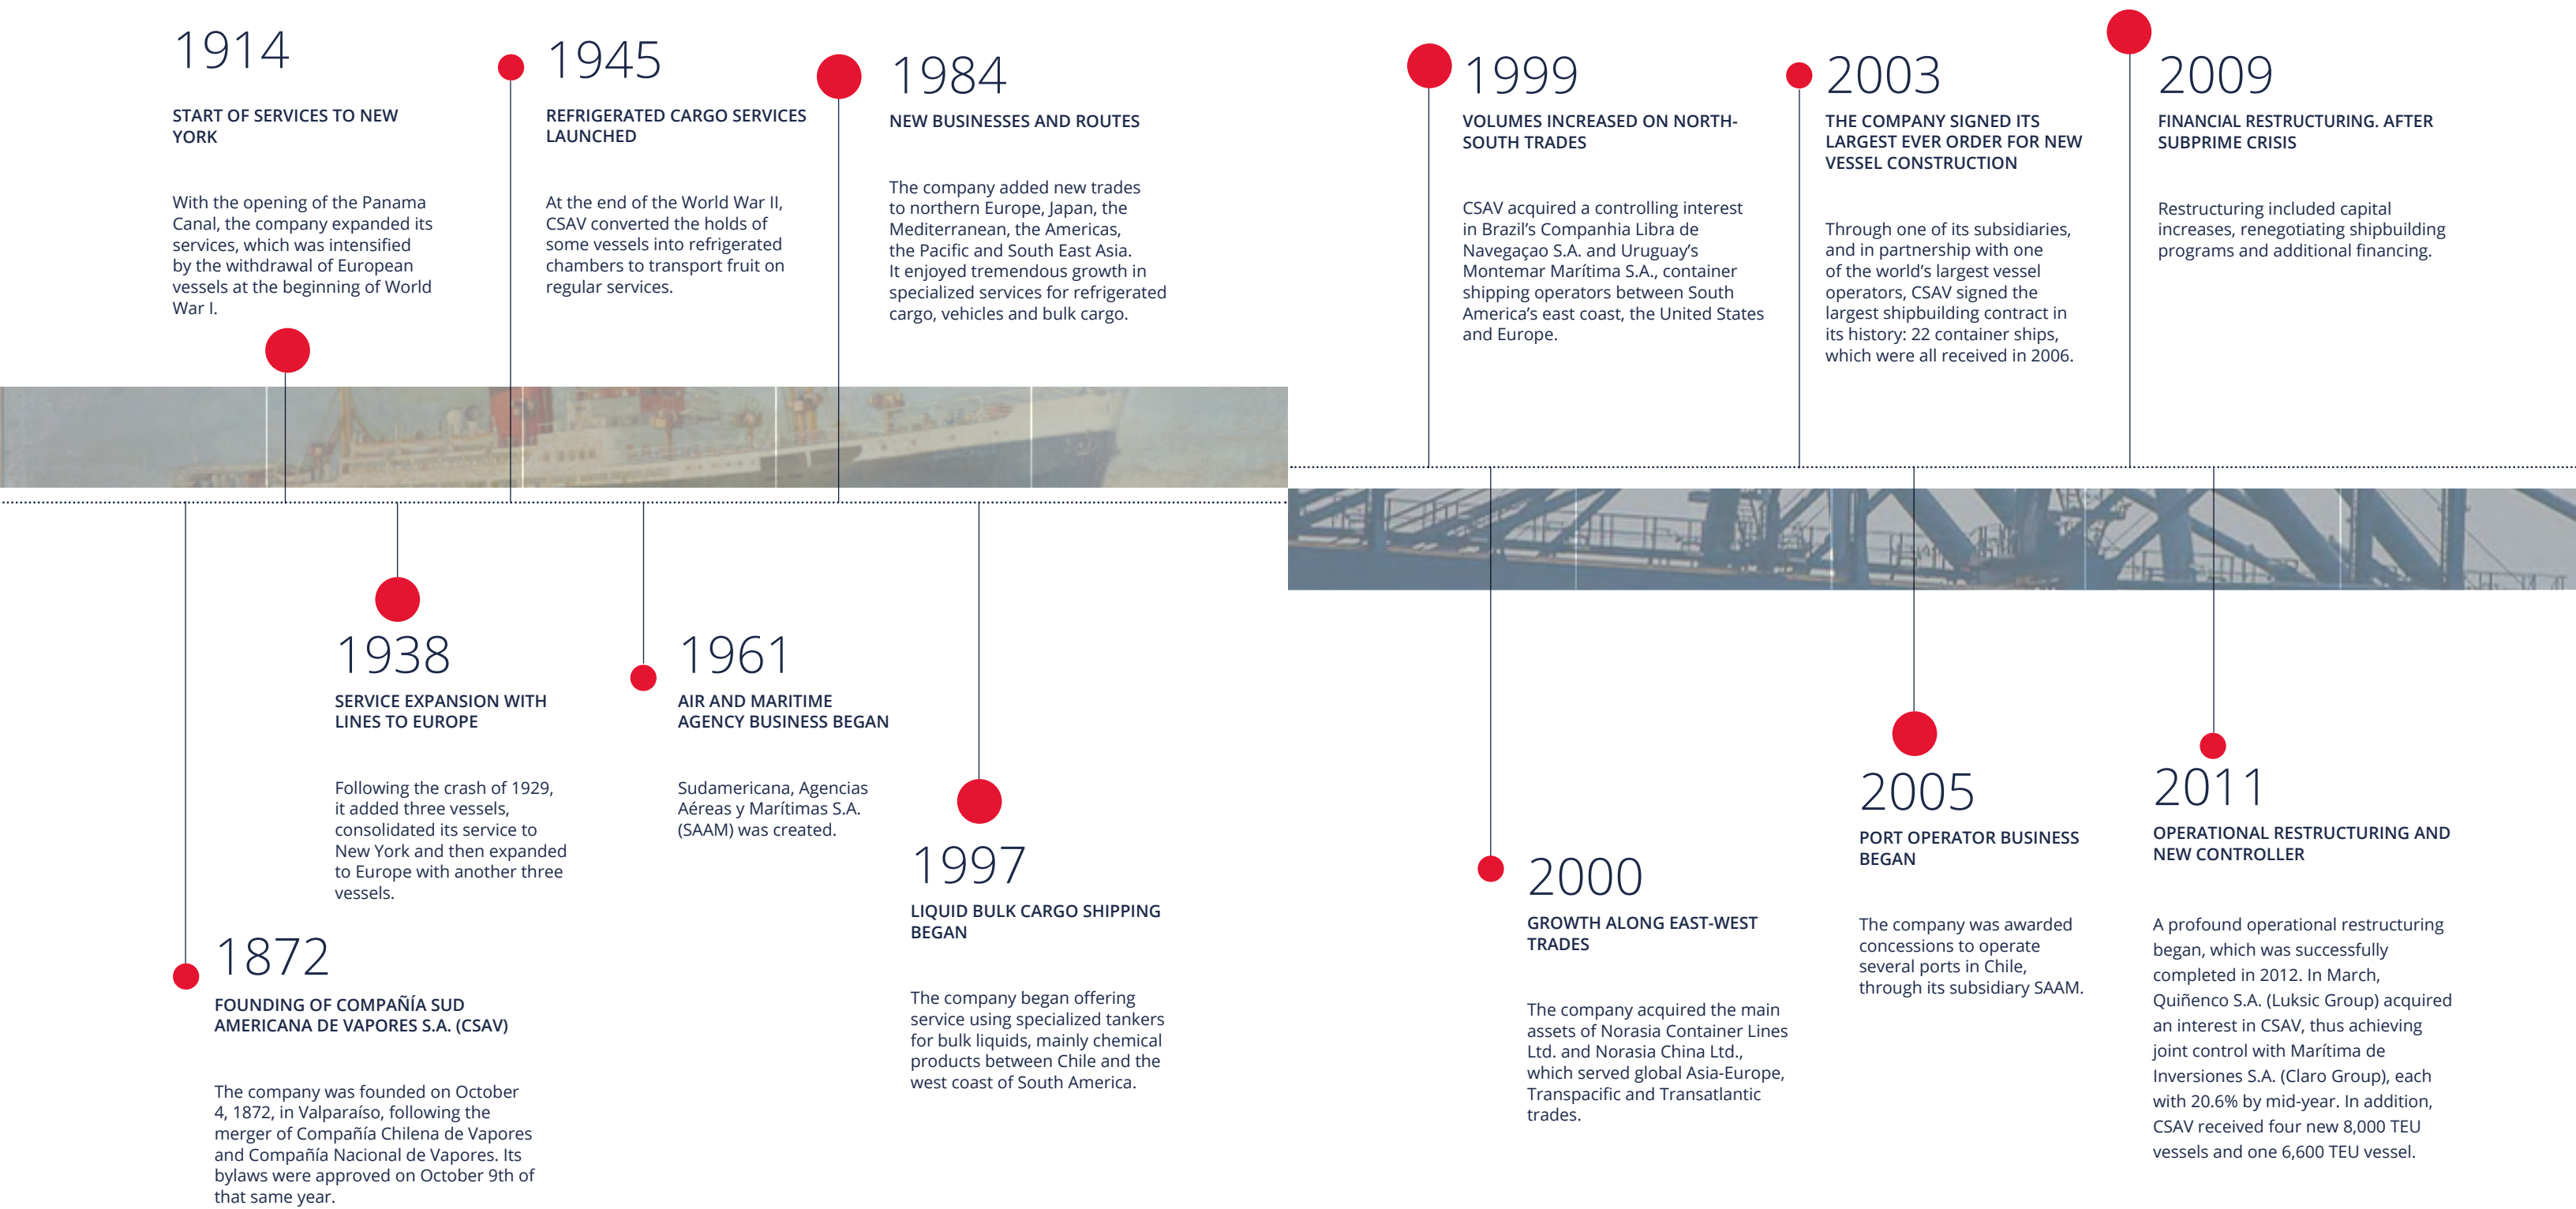 1914
START OF SERVICES TO NEW
YORK
With the opening of the Panama
Canal, the company expanded its
services, which was intensified
by the withdrawal of European
vessels at the beginning of World
War I.
1945
REFRIGERATED CARGO SERVICES
LAUNCHED
At the end of the World War II,
CSAV converted the holds of
some vessels into refrigerated
chambers to transport fruit on
regular services.
1984
NEW BUSINESSES AND ROUTES
The company added new trades
to northern Europe, Japan, the
Mediterranean, the Americas,
the Pacific and South East Asia.
It enjoyed tremendous growth in
specialized services for refrigerated
cargo, vehicles and bulk cargo.
1938
SERVICE EXPANSION WITH
LINES TO EUROPE
Following the crash of 1929,
it added three vessels,
consolidated its service to
New York and then expanded
to Europe with another three
vessels.
1961
AIR AND MARITIME
AGENCY BUSINESS BEGAN
Sudamericana, Agencias
Aéreas y Marítimas S.A.
(SAAM) was created.
1997
LIQUID BULK CARGO SHIPPING
BEGAN
The company began offering
service using specialized tankers
for bulk liquids, mainly chemical
products between Chile and the
west coast of South America.
1872
FOUNDING OF COMPAÑÍA SUD
AMERICANA DE VAPORES S.A. (CSAV)
The company was founded on October
4, 1872, in Valparaíso, following the
merger of Compañía Chilena de Vapores
and Compañía Nacional de Vapores. Its
bylaws were approved on October 9th of
that same year.
1999
VOLUMES INCREASED ON NORTH-
SOUTH TRADES
CSAV acquired a controlling interest
in Brazil’s Companhia Libra de
Navegaçao S.A. and Uruguay’s
Montemar Marítima S.A., container
shipping operators between South
America’s east coast, the United States
and Europe.
2003
THE COMPANY SIGNED ITS
LARGEST EVER ORDER FOR NEW
VESSEL CONSTRUCTION
Through one of its subsidiaries,
and in partnership with one
of the world’s largest vessel
operators, CSAV signed the
largest shipbuilding contract in
its history: 22 container ships,
which were all received in 2006.
2009
FINANCIAL RESTRUCTURING. AFTER
SUBPRIME CRISIS
Restructuring included capital
increases, renegotiating shipbuilding
programs and additional financing.
2000
GROWTH ALONG EAST-WEST
TRADES
The company acquired the main
assets of Norasia Container Lines
Ltd. and Norasia China Ltd.,
which served global Asia-Europe,
Transpacific and Transatlantic
trades.
2005
PORT OPERATOR BUSINESS
BEGAN
The company was awarded
concessions to operate
several ports in Chile,
through its subsidiary SAAM.
2011
OPERATIONAL RESTRUCTURING AND
NEW CONTROLLER
A profound operational restructuring
began, which was successfully
completed in 2012. In March,
Quiñenco S.A. (Luksic Group) acquired
an interest in CSAV, thus achieving
joint control with Marítima de
Inversiones S.A. (Claro Group), each
with 20.6% by mid-year. In addition,
CSAV received four new 8,000 TEU
vessels and one 6,600 TEU vessel.